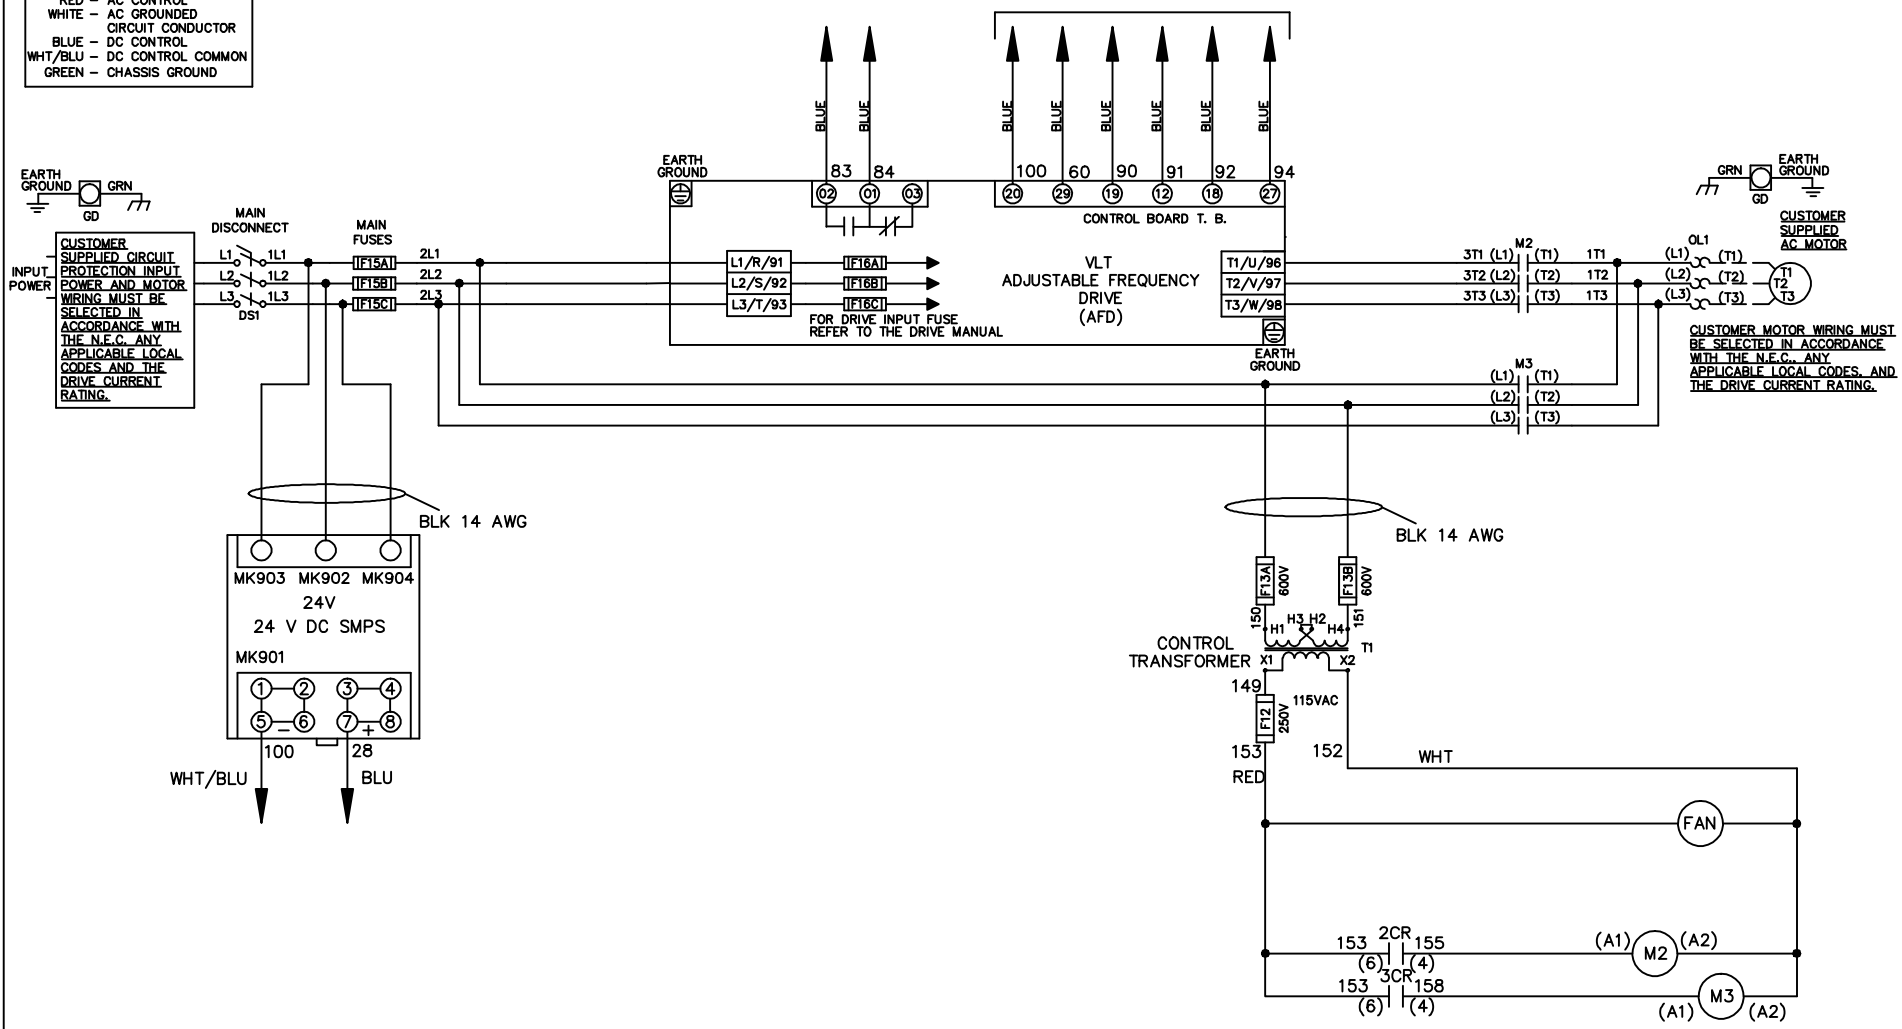 RED – AC CONTROL
WHITE – AC GROUNDED
CIRCUIT CONDUCTOR
BLUE – DC CONTROL
WHT/BLU – DC CONTROL COMMON
GREEN – CHASSIS GROUND
BLUE
BLUE
BLUE
BLUE
BLUE
BLUE
BLUE
BLUE
EARTH
GROUND
GRN
GD
EARTH
GROUND
83 84
02 01 03
100 60 90 91 92 94
20 29 19 12 18 27
CONTROL BOARD T. B.
GRN
EARTH
GROUND
GD
CUSTOMER
SUPPLIED
AC MOTOR
INPUT
POWER
CUSTOMER
SUPPLIED CIRCUIT
PROTECTION INPUT
POWER AND MOTOR
WIRING MUST BE
SELECTED IN
ACCORDANCE WITH
THE N.E.C. ANY
APPLICABLE LOCAL
CODES AND THE
DRIVE CURRENT
RATING.
MAIN
DISCONNECT
L1 1L1
L2 1L2
L3 1L3
DS1
MAIN
FUSES
F15A 2L1
F15B 2L2
F15C 2L3
L1/R/91 F16A
L2/S/92 F16B
L3/T/93 F16C
FOR DRIVE INPUT FUSE
REFER TO THE DRIVE MANUAL
VLT
ADJUSTABLE FREQUENCY
DRIVE
(AFD)
T1/U/96
T2/V/97
T3/W/98
EARTH
GROUND
M2
3T1 (L1) (T1) 1T1
3T2 (L2) (T2) 1T2
3T3 (L3) (T3) 1T3
OL1
(L1) (T1)
(L2) (T2)
(L3) (T3)
T1
T2
T3
CUSTOMER MOTOR WIRING MUST
BE SELECTED IN ACCORDANCE
WITH THE N.E.C., ANY
APPLICABLE LOCAL CODES, AND
THE DRIVE CURRENT RATING.
M3
(L1) (T1)
(L2) (T2)
(L3) (T3)
BLK 14 AWG
BLK 14 AWG
MK903 MK902 MK904
24V
24 V DC SMPS
MK901
1 2 3 4
5 6 7 8
– +
100 28
WHT/BLU BLU
F13A
600V
F13B
600V
150
151
H1 H3 H2 H4
T1
CONTROL
TRANSFORMER
X1 X2
149
115VAC
F12
250V
153 152
RED
WHT
FAN
2CR
153 155
(6) (4)
(A1) M2 (A2)
3CR
153 158
(6) (4)
(A1) M3 (A2)